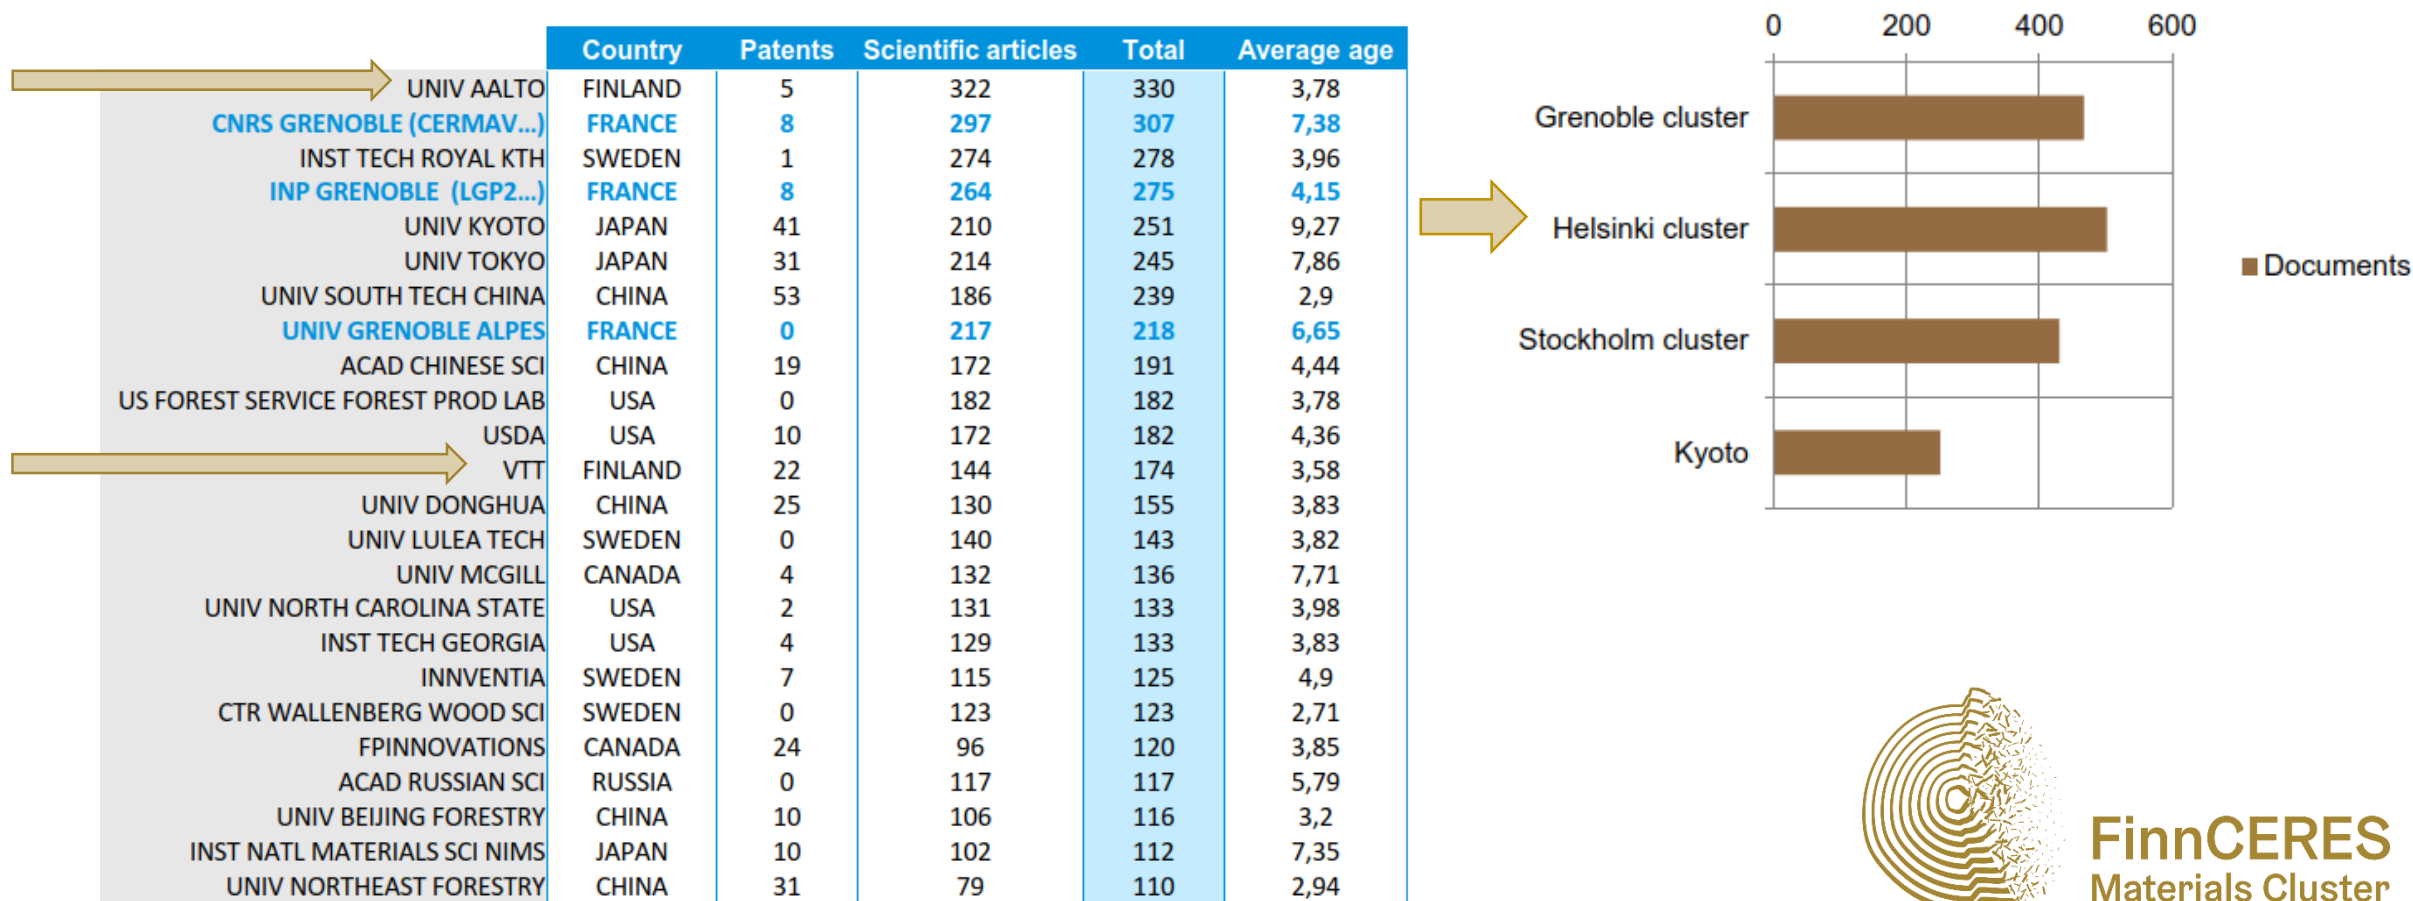 Country Patents Scientific articles Total Average age
UNIV AALTO FINLAND 5 322 330 3,78
CNRS GRENOBLE (CERMAV...) FRANCE 8 297 307 7,38
INST TECH ROYAL KTH SWEDEN 1 274 278 3,96
INP GRENOBLE (LGP2...) FRANCE 8 264 275 4,15
UNIV KYOTO JAPAN 41 210 251 9,27
UNIV TOKYO JAPAN 31 214 245 7,86
UNIV SOUTH TECH CHINA CHINA 53 186 239 2,9
UNIV GRENOBLE ALPES FRANCE 0 217 218 6,65
ACAD CHINESE SCI CHINA 19 172 191 4,44
US FOREST SERVICE FOREST PROD LAB USA 0 182 182 3,78
USDA USA 10 172 182 4,36
VTT FINLAND 22 144 174 3,58
UNIV DONGHUA CHINA 25 130 155 3,83
UNIV LULEA TECH SWEDEN 0 140 143 3,82
UNIV MCGILL CANADA 4 132 136 7,71
UNIV NORTH CAROLINA STATE USA 2 131 133 3,98
INST TECH GEORGIA USA 4 129 133 3,83
INNVENTIA SWEDEN 7 115 125 4,9
CTR WALLENBERG WOOD SCI SWEDEN 0 123 123 2,71
FPINNOVATIONS CANADA 24 96 120 3,85
ACAD RUSSIAN SCI RUSSIA 0 117 117 5,79
UNIV BEIJING FORESTRY CHINA 10 106 116 3,2
INST NATL MATERIALS SCI NIMS JAPAN 10 102 112 7,35
UNIV NORTHEAST FORESTRY CHINA 31 79 110 2,94
0 200 400 600
Grenoble cluster
Helsinki cluster
Stockholm cluster
Kyoto
Documents
FinnCERES
Materials Cluster